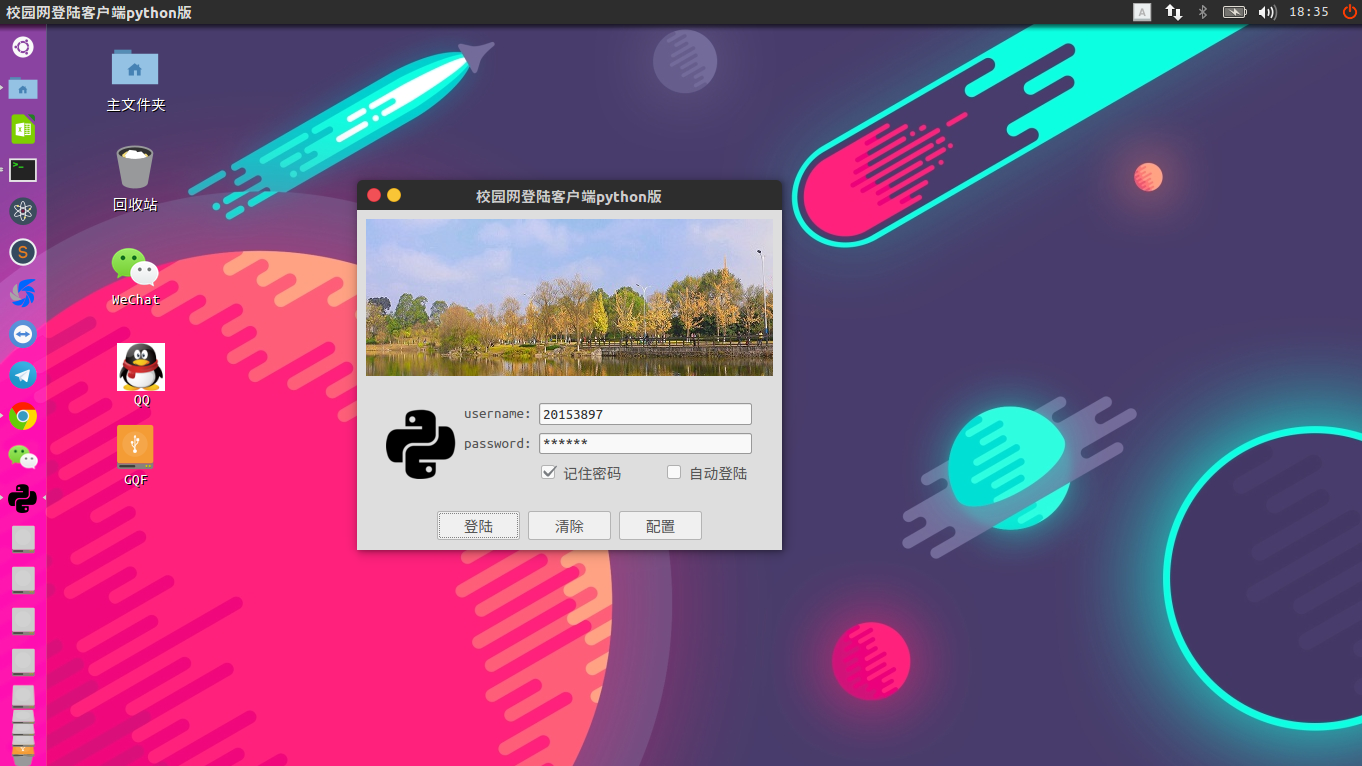 校园网登陆客户端python版
A
18:35
主文件夹
回收站
WeChat
QQ
GQF
校园网登陆客户端python版
username: 20153897
password: ******
记住密码 自动登陆
登陆 清除 配置
>_
S